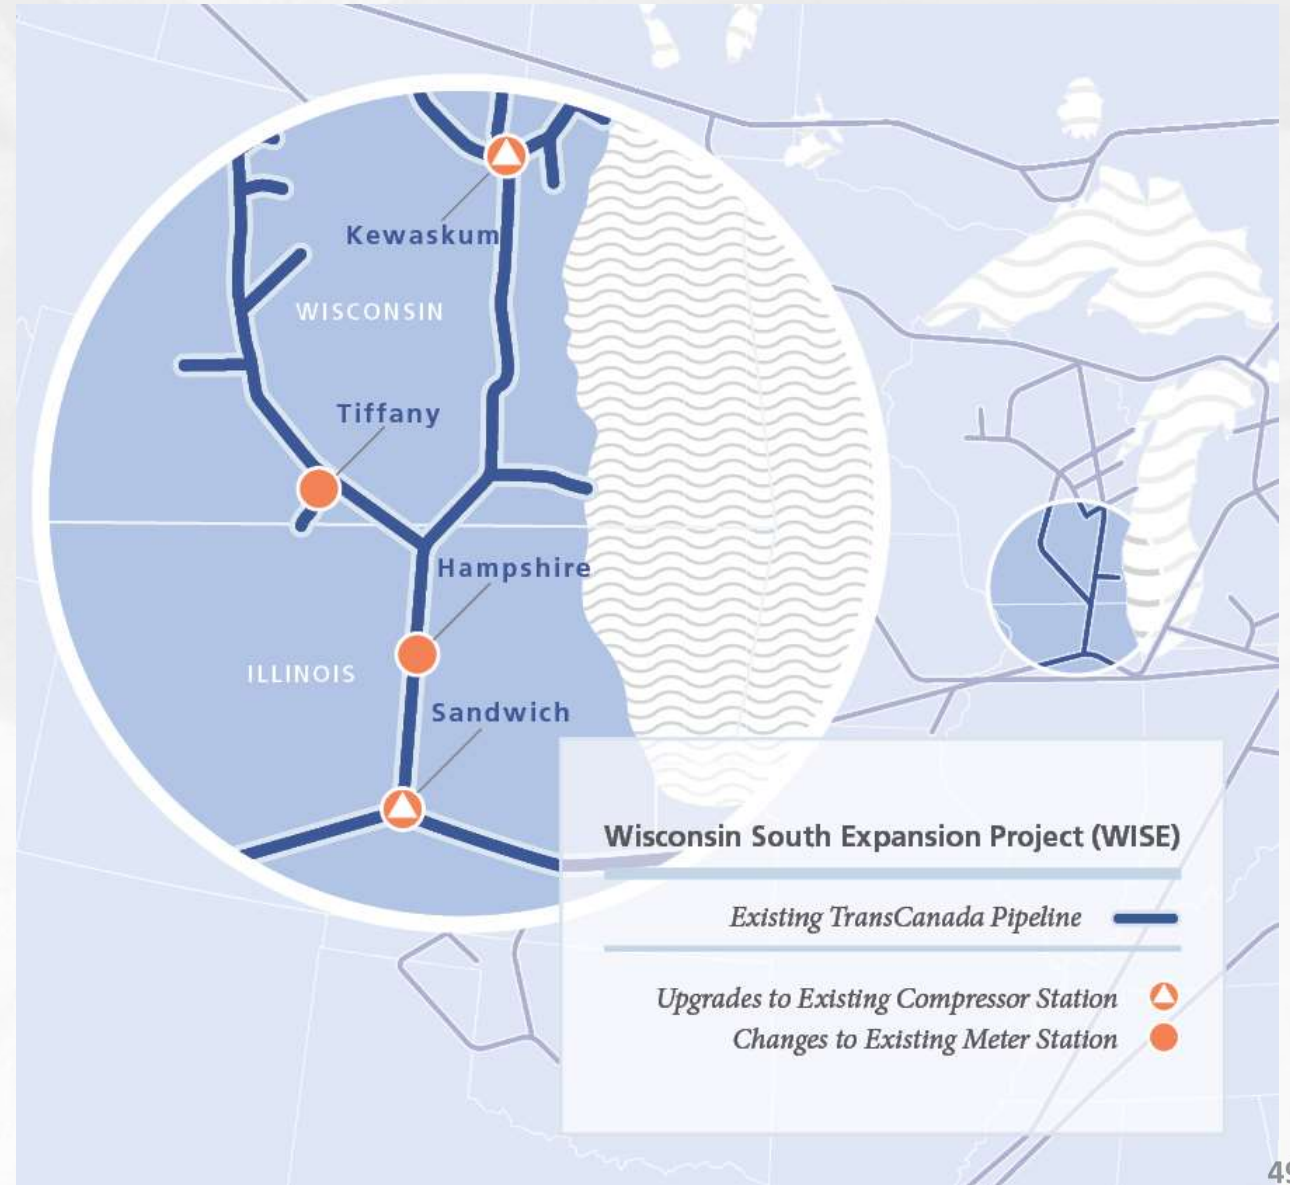 Kewaskum
WISCONSIN
Tiffany
Hampshire
ILLINOIS
Sandwich
Wisconsin South Expansion Project (WISE)
Existing TransCanada Pipeline
Upgrades to Existing Compressor Station
Changes to Existing Meter Station